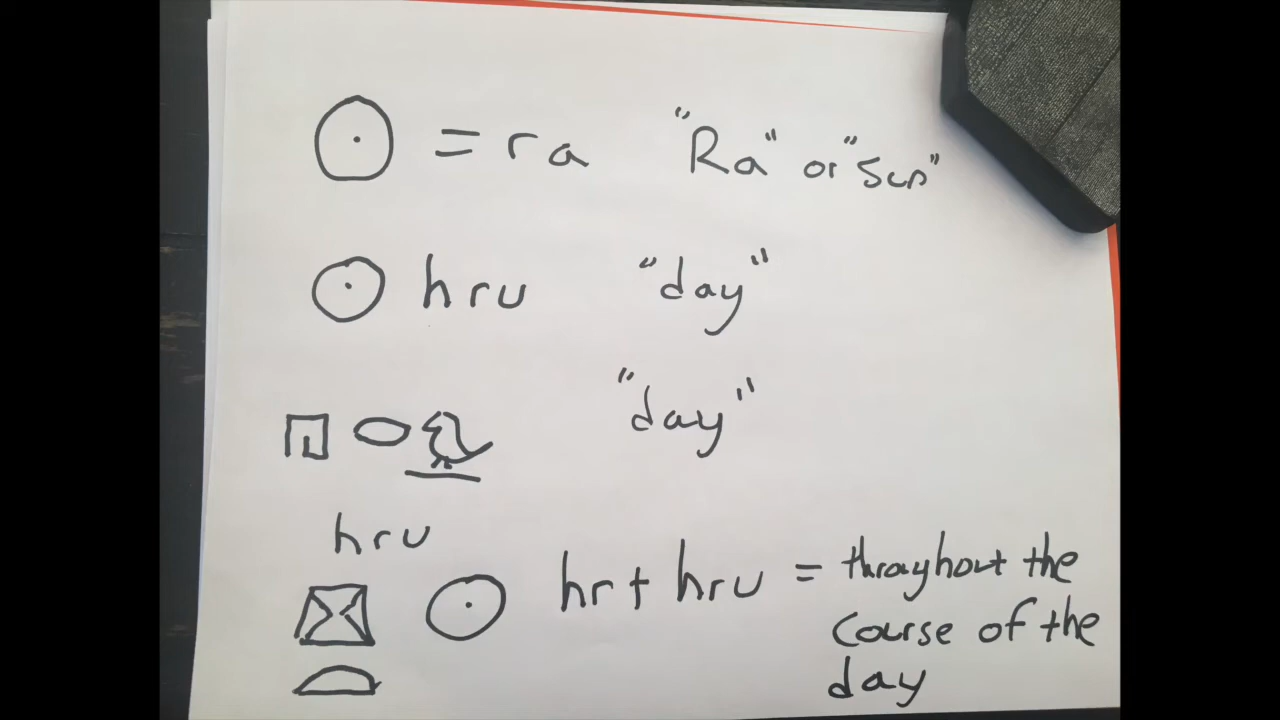 𓇳 = ra "Ra" or "Sun"
𓇳 hru "day"
𓉔 𓂋 𓅱 "day"
hru
𓇳 hrt hru = throughout the
course of the
day